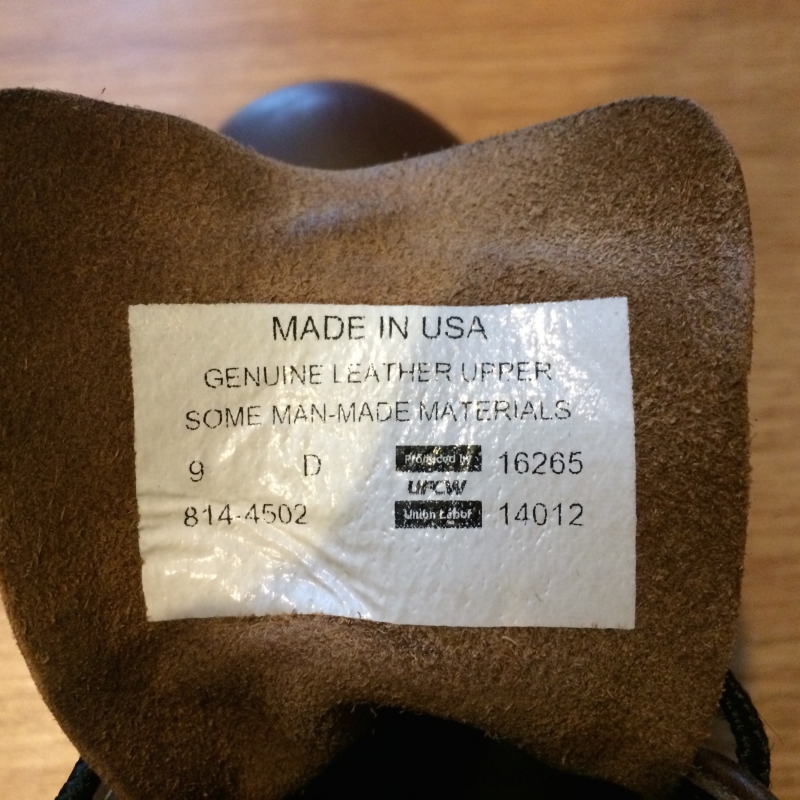 MADE IN USA
GENUINE LEATHER UPPER
SOME MAN-MADE MATERIALS
9 D Produced by 16265
UFCW
814-4502 Union Labor 14012